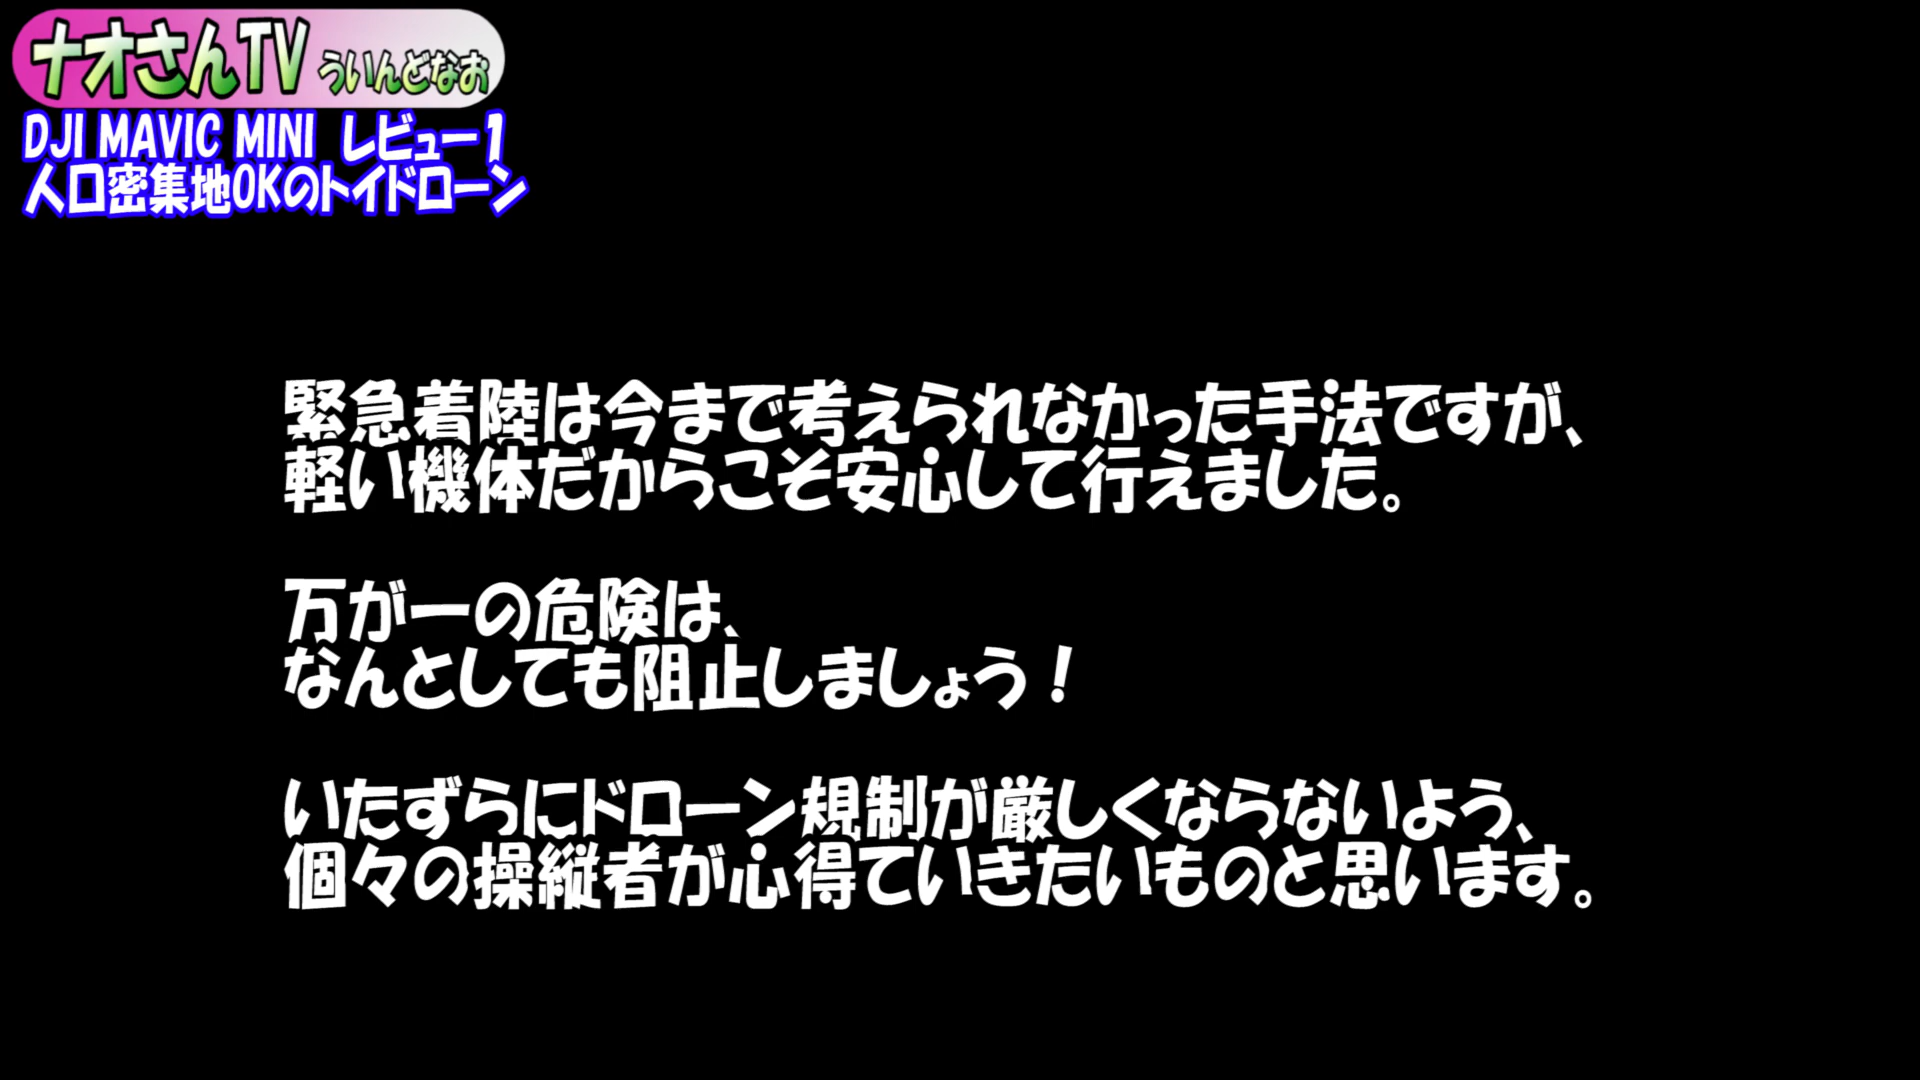 ナオさんTV ういんどなお
DJI MAVIC MINI レビュー1
人口密集地OKのトイドローン
緊急着陸は今まで考えられなかった手法ですが、
軽い機体だからこそ安心して行えました。
万が一の危険は、
なんとしても阻止しましょう！
いたずらにドローン規制が厳しくならないよう、
個々の操縦者が心得ていきたいものと思います。